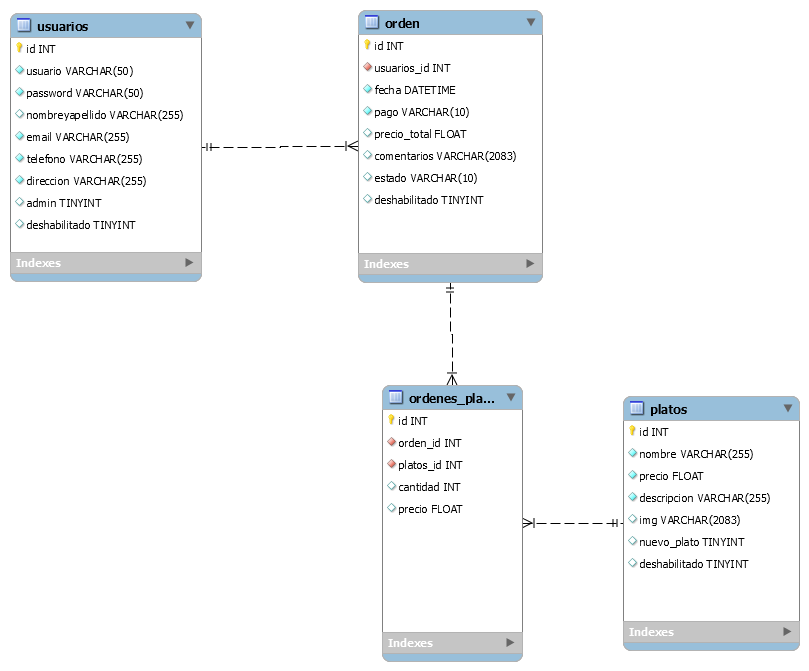 usuarios
id INT
usuario VARCHAR(50)
password VARCHAR(50)
nombreyapellido VARCHAR(255)
email VARCHAR(255)
telefono VARCHAR(255)
direccion VARCHAR(255)
admin TINYINT
deshabilitado TINYINT
Indexes
orden
id INT
usuarios_id INT
fecha DATETIME
pago VARCHAR(10)
precio_total FLOAT
comentarios VARCHAR(2083)
estado VARCHAR(10)
deshabilitado TINYINT
Indexes
ordenes_pla...
id INT
orden_id INT
platos_id INT
cantidad INT
precio FLOAT
Indexes
platos
id INT
nombre VARCHAR(255)
precio FLOAT
descripcion VARCHAR(255)
img VARCHAR(2083)
nuevo_plato TINYINT
deshabilitado TINYINT
Indexes